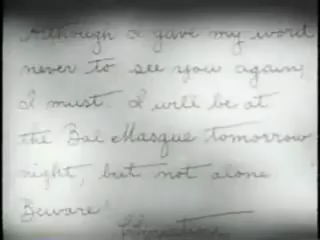 Although I gave my word
never to see you again,
I must. I will be at
the Bal Masque tomorrow
night, but not alone
Beware!
Christine